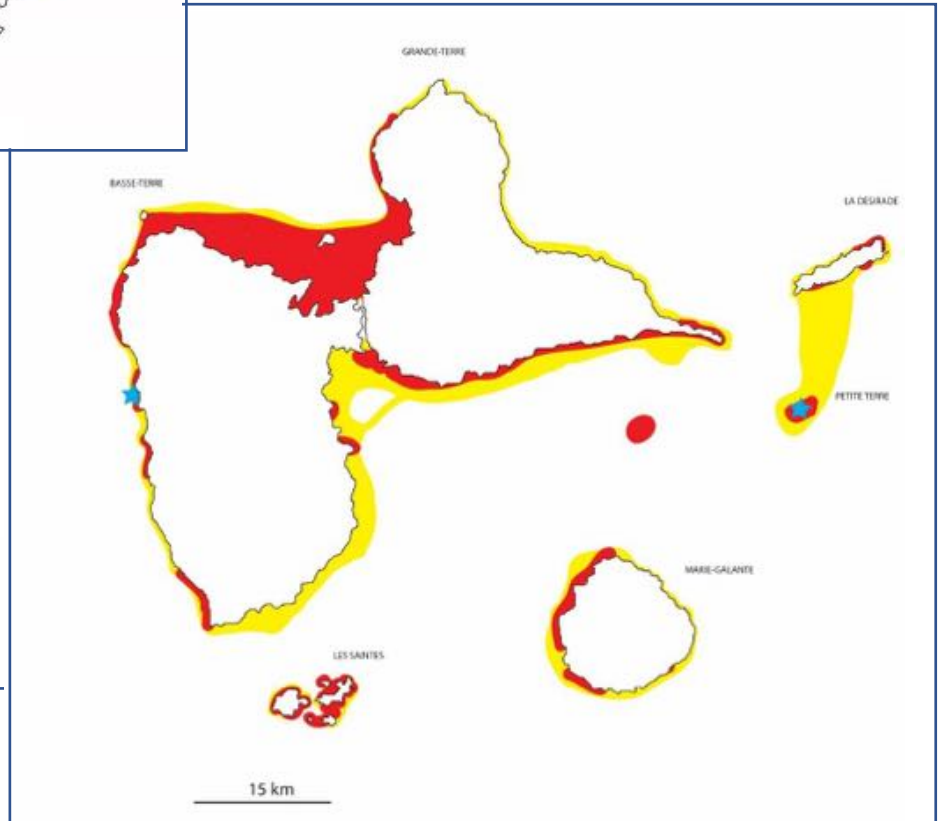 GRANDE-TERRE
BASSE-TERRE
LA DESIRADE
PETITE TERRE
MARIE-GALANTE
LES SAINTES
15 km